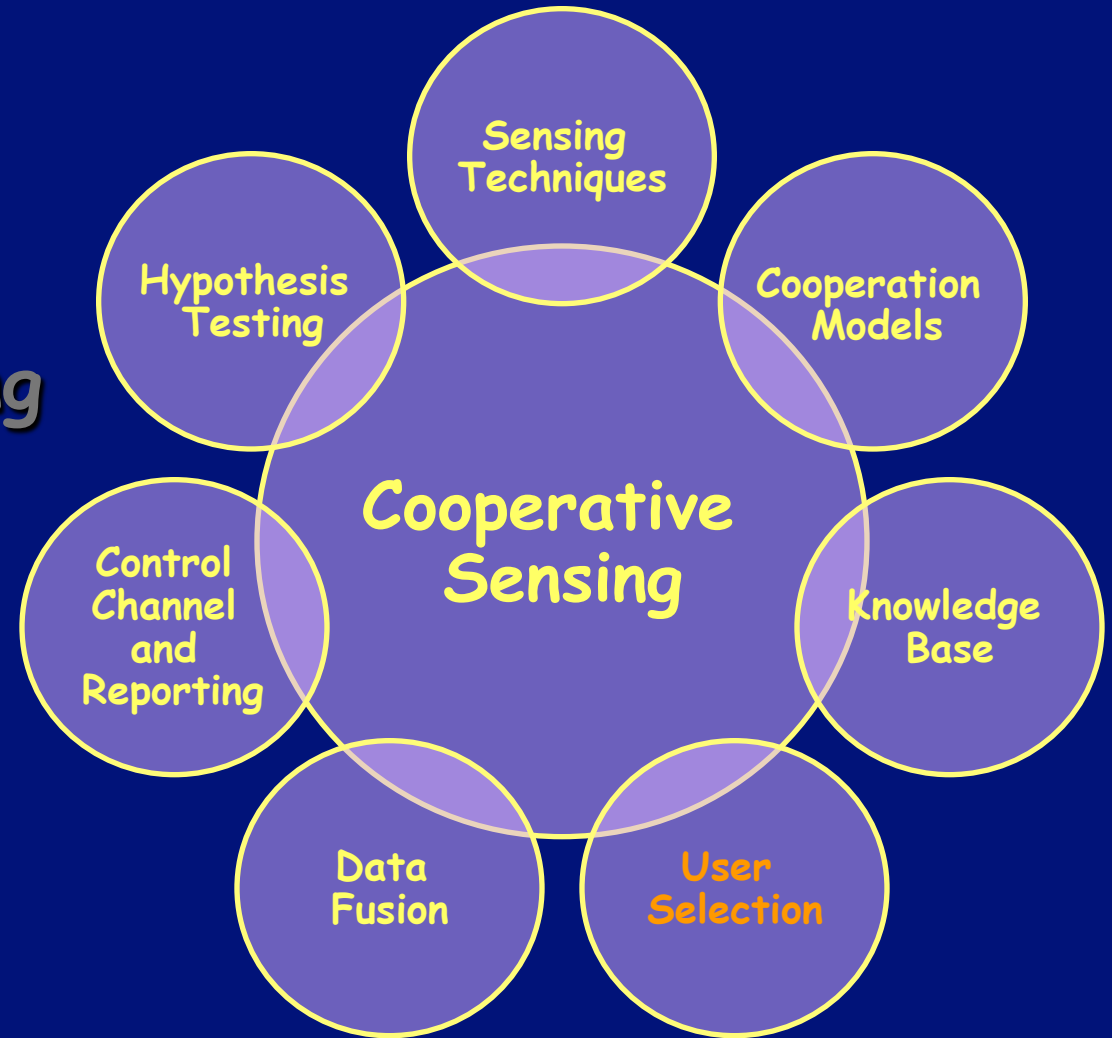 Sensing
Techniques
Hypothesis
Testing
Cooperation
Models
Cooperative
Sensing
Control
Channel
and
Reporting
Knowledge
Base
Data
Fusion
User
Selection